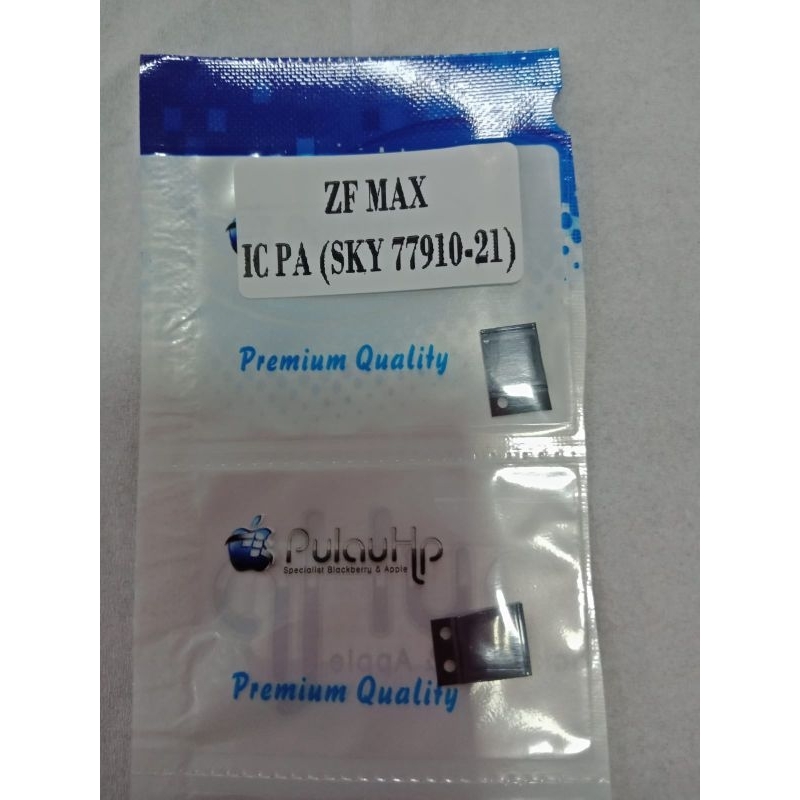 ZF MAX
IC PA (SKY 77910-21)
Premium Quality
PulauHp
Specialist Blackberry & Apple
Premium Quality